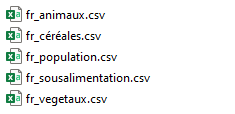 fr_animaux.csv
fr_céréales.csv
fr_population.csv
fr_sousalimentation.csv
fr_vegetaux.csv